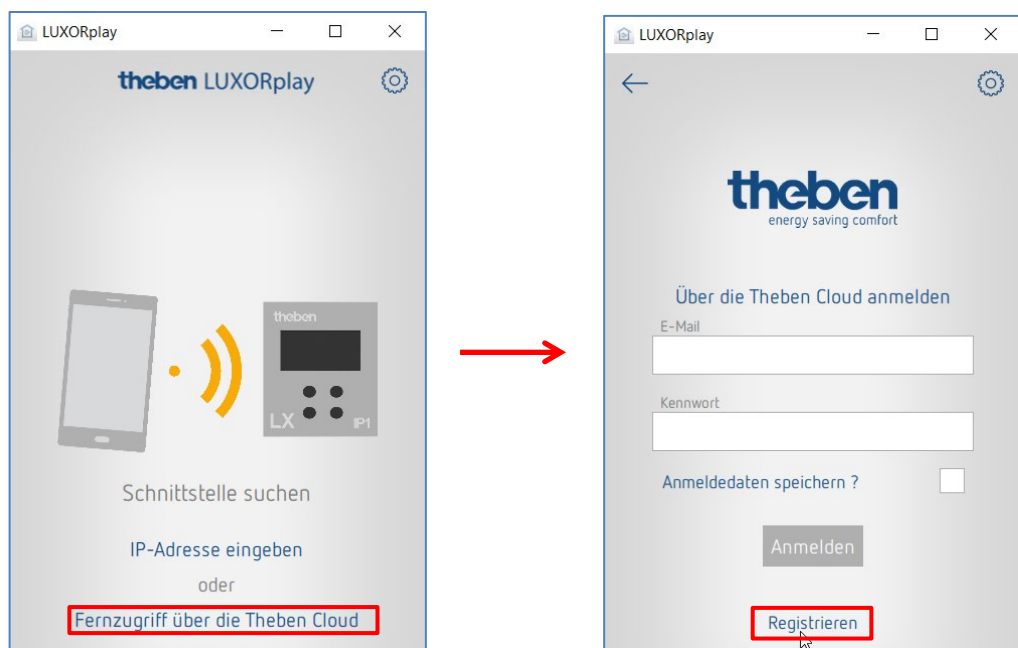 LUXORplay
theben LUXORplay
theben
LX
IP1
Schnittstelle suchen
IP-Adresse eingeben
oder
Fernzugriff über die Theben Cloud
LUXORplay
theben
energy saving comfort
Über die Theben Cloud anmelden
E-Mail
Kennwort
Anmeldedaten speichern ?
Anmelden
Registrieren